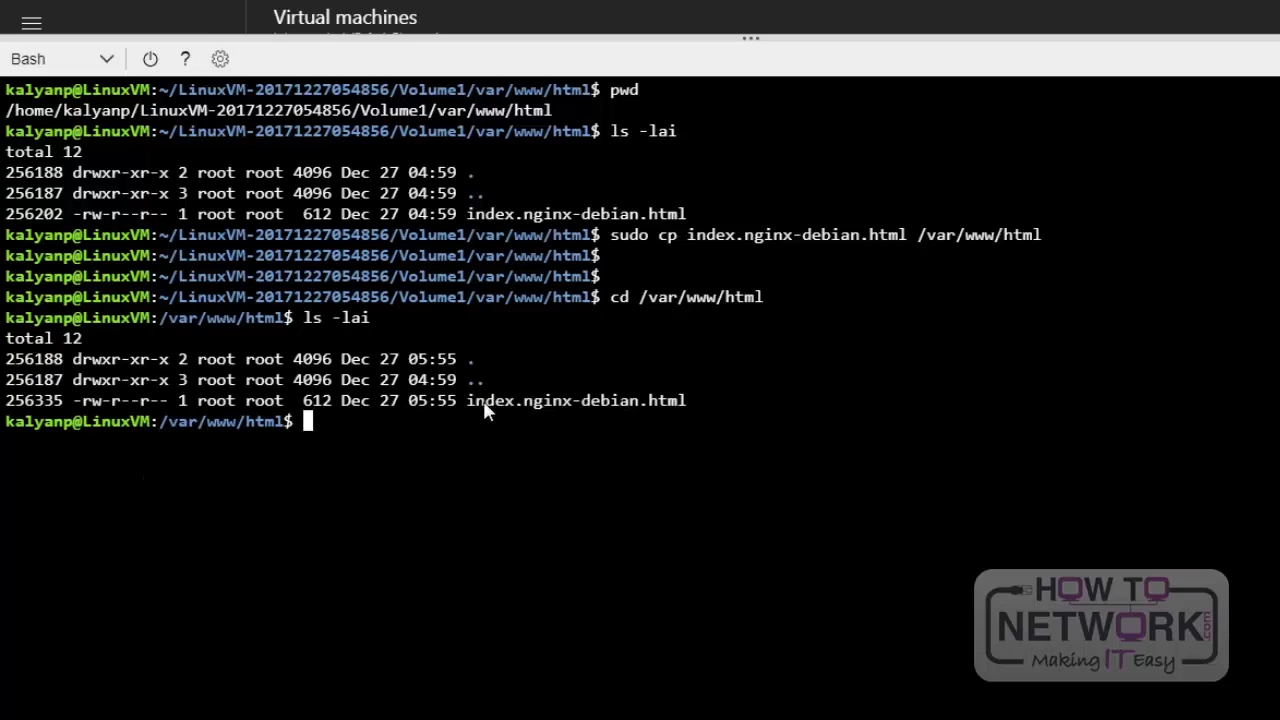 Virtual machines
Bash
?
kalyanp@LinuxVM:~/LinuxVM-20171227054856/Volume1/var/www/html$ pwd
/home/kalyanp/LinuxVM-20171227054856/Volume1/var/www/html
kalyanp@LinuxVM:~/LinuxVM-20171227054856/Volume1/var/www/html$ ls -lai
total 12
256188 drwxr-xr-x 2 root root 4096 Dec 27 04:59 .
256187 drwxr-xr-x 3 root root 4096 Dec 27 04:59 ..
256202 -rw-r--r-- 1 root root  612 Dec 27 04:59 index.nginx-debian.html
kalyanp@LinuxVM:~/LinuxVM-20171227054856/Volume1/var/www/html$ sudo cp index.nginx-debian.html /var/www/html
kalyanp@LinuxVM:~/LinuxVM-20171227054856/Volume1/var/www/html$
kalyanp@LinuxVM:~/LinuxVM-20171227054856/Volume1/var/www/html$
kalyanp@LinuxVM:~/LinuxVM-20171227054856/Volume1/var/www/html$ cd /var/www/html
kalyanp@LinuxVM:/var/www/html$ ls -lai
total 12
256188 drwxr-xr-x 2 root root 4096 Dec 27 05:55 .
256187 drwxr-xr-x 3 root root 4096 Dec 27 04:59 ..
256335 -rw-r--r-- 1 root root  612 Dec 27 05:55 index.nginx-debian.html
kalyanp@LinuxVM:/var/www/html$
HOW TO
NETWORK.com
Making IT Easy